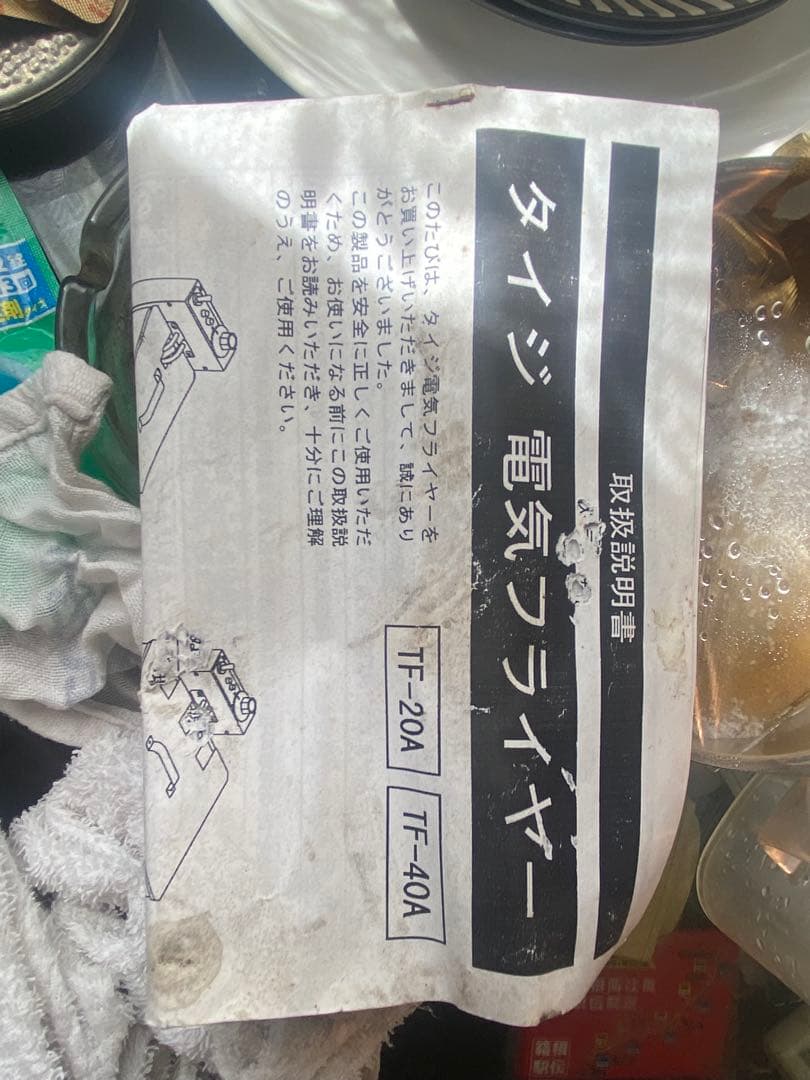 取扱説明書
タイジ 電気フライヤー
TF-20A
TF-40A
このたびは、タイジ電気フライヤーを
お買い上げいただきまして、誠にあり
がとうございました。
この製品を安全に正しくご使用いただ
くため、お使いになる前にこの取扱説
明書をお読みいただき、十分にご理解
のうえ、ご使用ください。